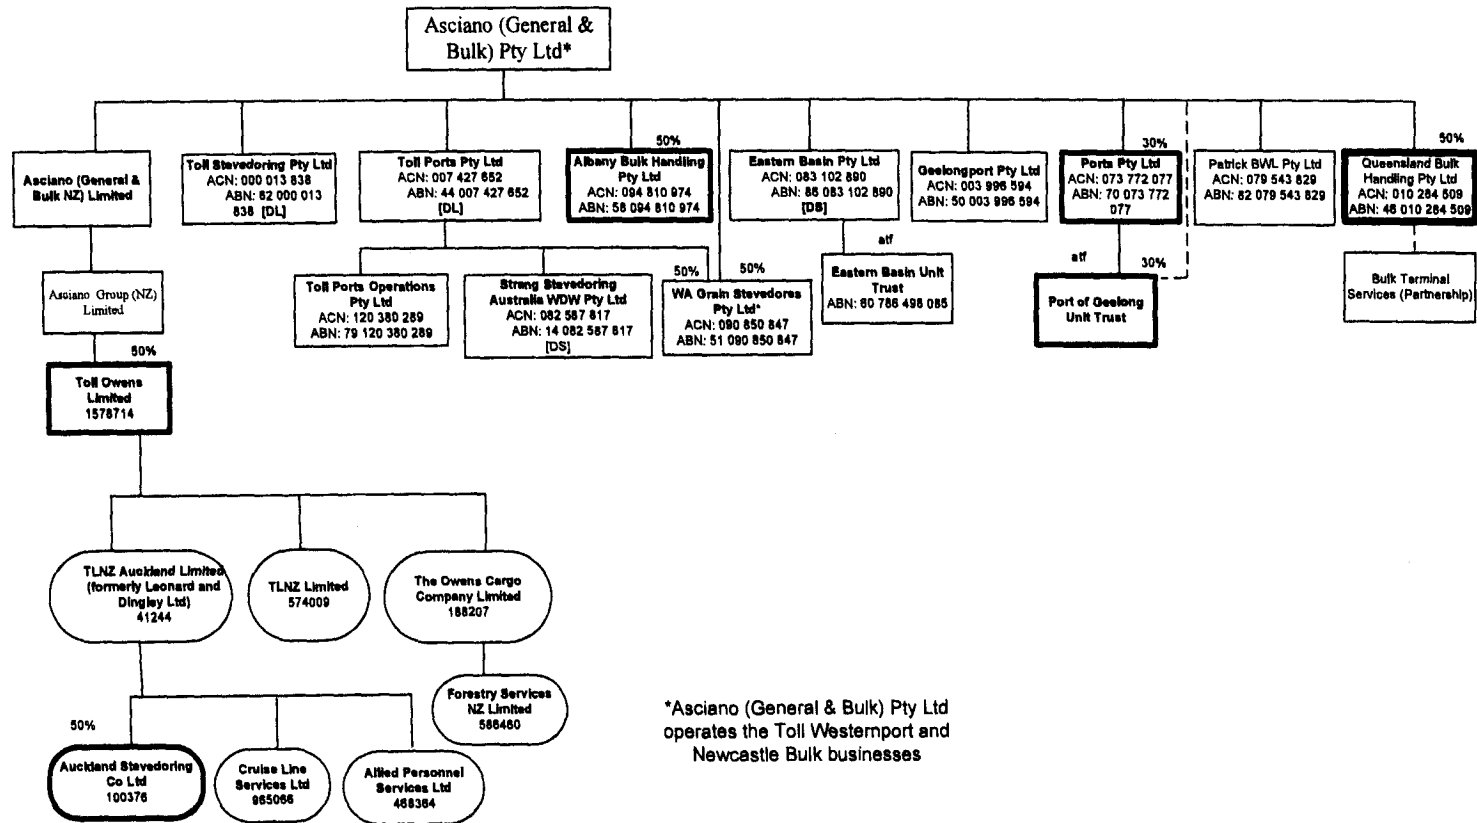 Asciano (General &
Bulk) Pty Ltd*
Asciano (General &
Bulk NZ) Limited
Toll Stevedoring Pty Ltd
ACN: 000 013 838
ABN: 62 000 013
838 [DL]
Toll Ports Pty Ltd
ACN: 007 427 652
ABN: 44 007 427 652
[DL]
50%
Albany Bulk Handling
Pty Ltd
ACN: 094 810 974
ABN: 58 094 810 974
Eastern Basin Pty Ltd
ACN: 083 102 890
ABN: 86 083 102 890
[DS]
Geelongport Pty Ltd
ACN: 003 996 594
ABN: 50 003 996 594
30%
Ports Pty Ltd
ACN: 073 772 077
ABN: 70 073 772
077
Patrick BWL Pty Ltd
ACN: 079 543 829
ABN: 82 079 543 829
50%
Queensland Bulk
Handling Pty Ltd
ACN: 010 284 509
ABN: 46 010 284 509
Asciano Group (NZ)
Limited
Toll Ports Operations
Pty Ltd
ACN: 120 380 289
ABN: 79 120 380 289
Strang Stevedoring
Australia WDW Pty Ltd
ACN: 082 587 817
ABN: 14 082 587 817
[DS]
50%
50%
WA Grain Stevedores
Pty Ltd*
ACN: 090 850 847
ABN: 51 090 850 847
atf
Eastern Basin Unit
Trust
ABN: 60 786 498 085
atf
30%
Port of Geelong
Unit Trust
Bulk Terminal
Services (Partnership)
50%
Toll Owens
Limited
1578714
TLNZ Auckland Limited
(formerly Leonard and
Dingley Ltd)
41244
TLNZ Limited
574009
The Owens Cargo
Company Limited
188207
Forestry Services
NZ Limited
586460
50%
Auckland Stevedoring
Co Ltd
100376
Cruise Line
Services Ltd
965066
Allied Personnel
Services Ltd
468364
*Asciano (General & Bulk) Pty Ltd
operates the Toll Westernport and
Newcastle Bulk businesses